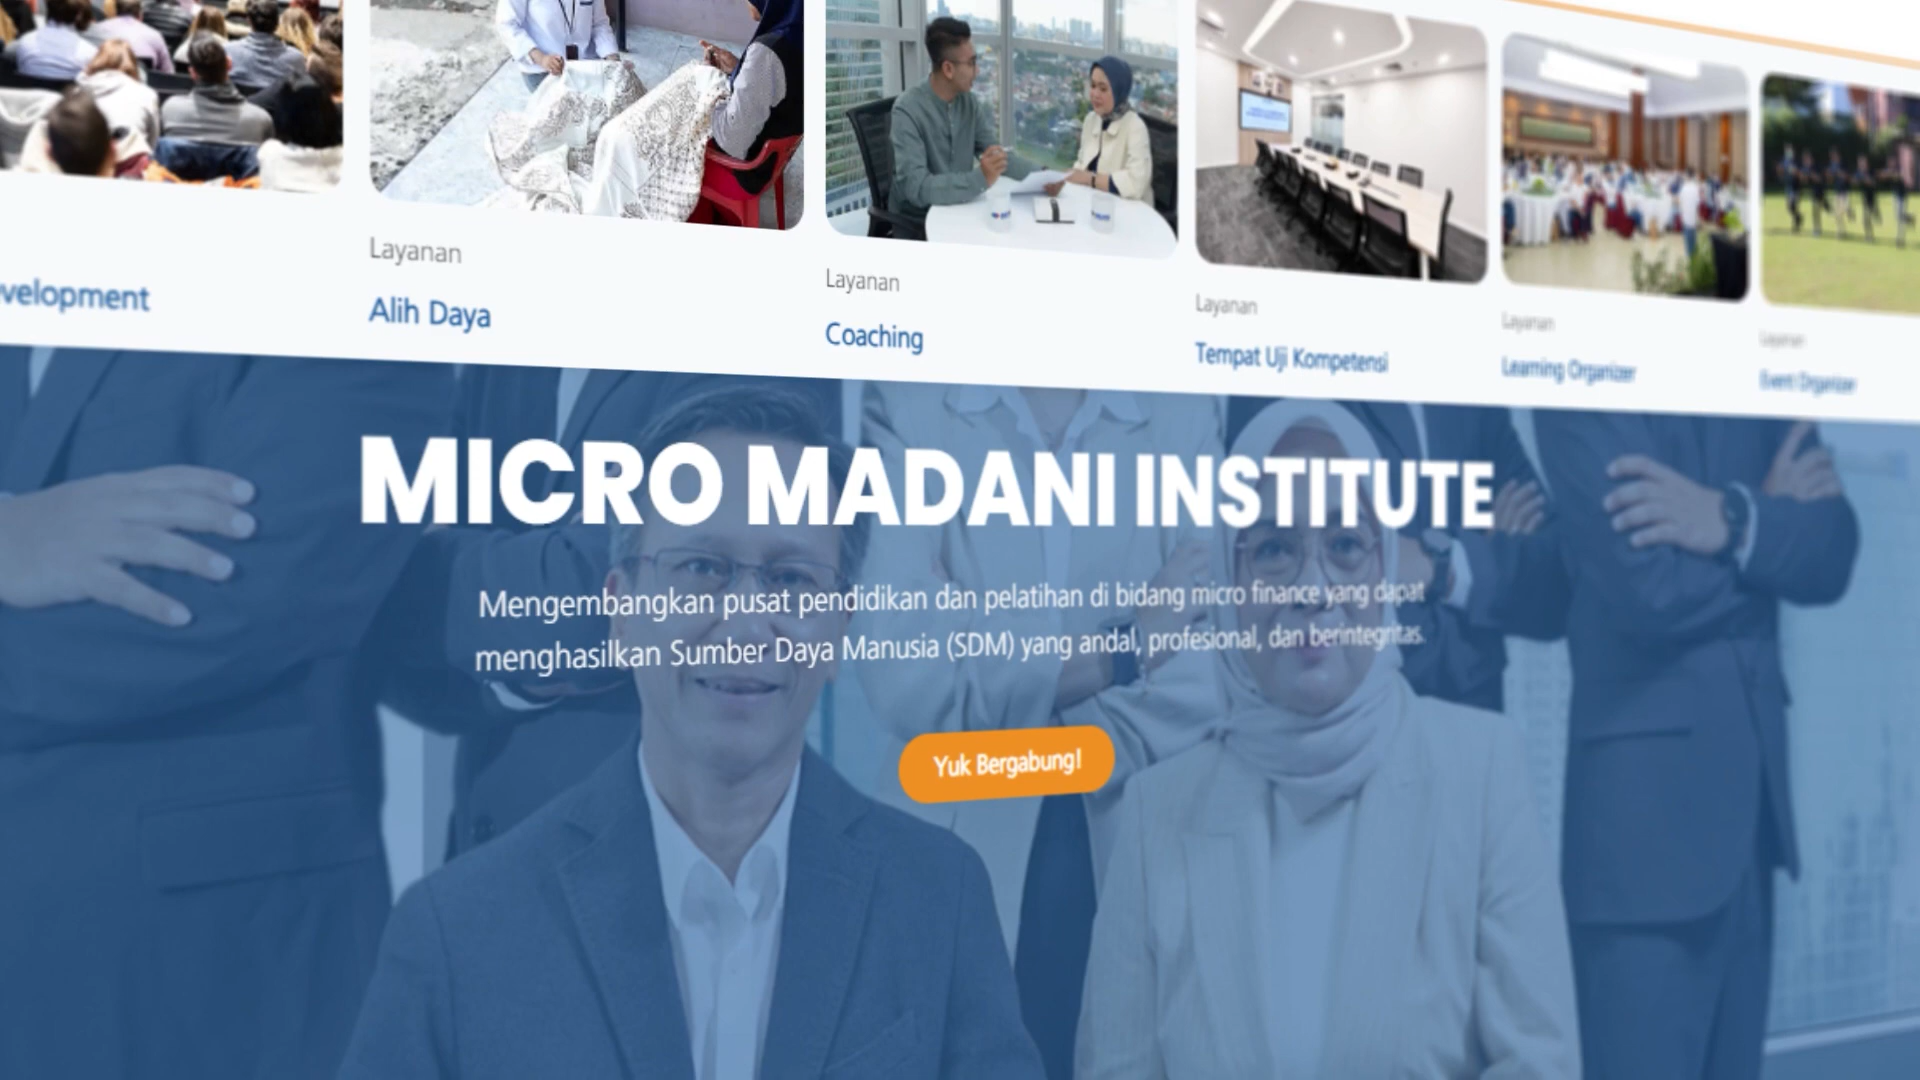 Layanan
velopment
Alih Daya
Layanan
Coaching
Layanan
Tempat Uji Kompetensi
Layanan
Learning Organizer
Layanan
Event Organizer
MICRO MADANI INSTITUTE
Mengembangkan pusat pendidikan dan pelatihan di bidang micro finance yang dapat
menghasilkan Sumber Daya Manusia (SDM) yang andal, profesional, dan berintegritas.
Yuk Bergabung!